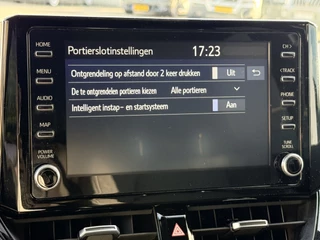 HOME
MENU
AUDIO
MAP
POWER
VOLUME
Portierslotinstellingen 17:23
Ontgrendeling op afstand door 2 keer drukken Uit
De te ontgrendelen portieren kiezen Alle portieren
Intelligent instap- en startsysteem Aan
CH >
< TRACK
PHONE
SETUP
TUNE
SCROLL